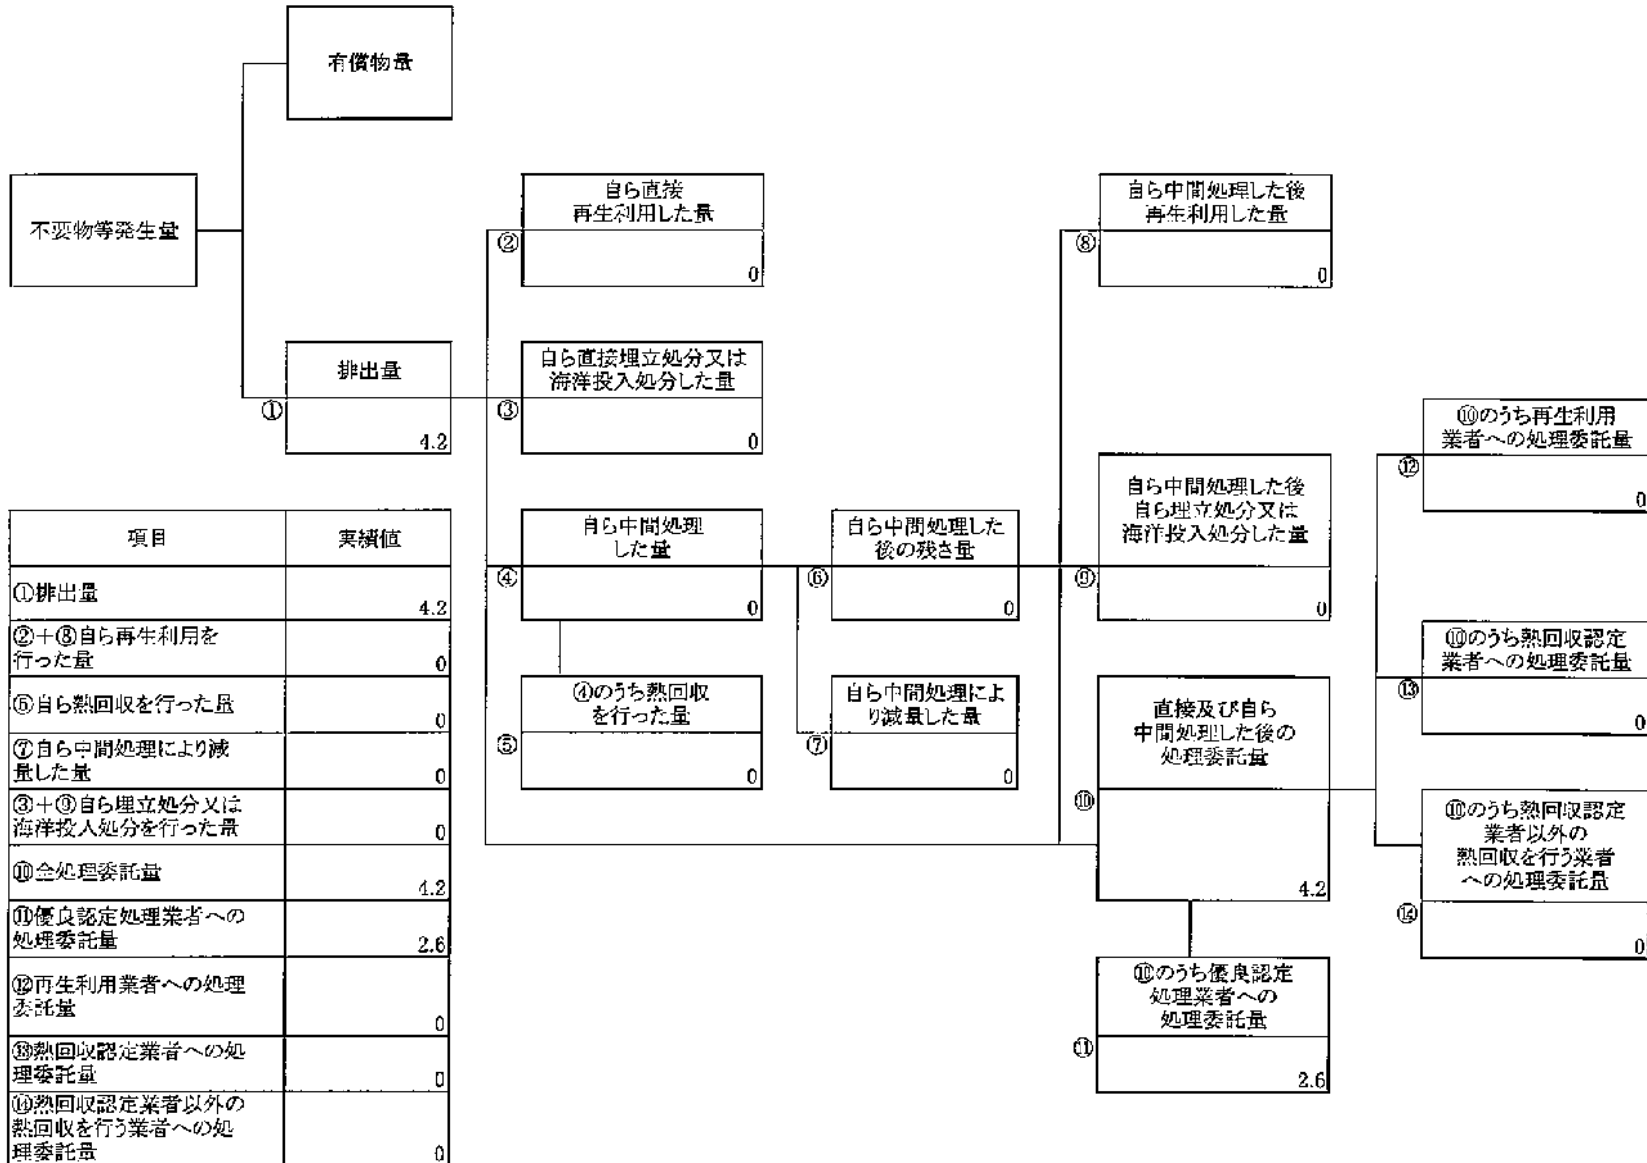 有償物量
不要物等発生量
排出量
①
4.2
自ら直接
再生利用した量
②
0
自ら直接埋立処分又は
海洋投入処分した量
③
0
自ら中間処理
した量
④
0
④のうち熱回収
を行った量
⑤
0
自ら中間処理した
後の残さ量
⑥
0
自ら中間処理によ
り減量した量
⑦
0
自ら中間処理した後
再生利用した量
⑧
0
自ら中間処理した後
自ら埋立処分又は
海洋投入処分した量
⑨
0
直接及び自ら
中間処理した後の
処理委託量
⑩
4.2
⑩のうち優良認定
処理業者への
処理委託量
⑪
2.6
⑩のうち再生利用
業者への処理委託量
⑫
0
⑩のうち熱回収認定
業者への処理委託量
⑬
0
⑩のうち熱回収認定
業者以外の
熱回収を行う業者
への処理委託量
⑭
0
項目 実績値
①排出量
4.2
②+⑧自ら再生利用を
行った量
0
⑤自ら熱回収を行った量
0
⑦自ら中間処理により減
量した量
0
③+⑨自ら埋立処分又は
海洋投入処分を行った量
0
⑩全処理委託量
4.2
⑪優良認定処理業者への
処理委託量
2.6
⑫再生利用業者への処理
委託量
0
⑬熱回収認定業者への処
理委託量
0
⑭熱回収認定業者以外の
熱回収を行う業者への処
理委託量
0